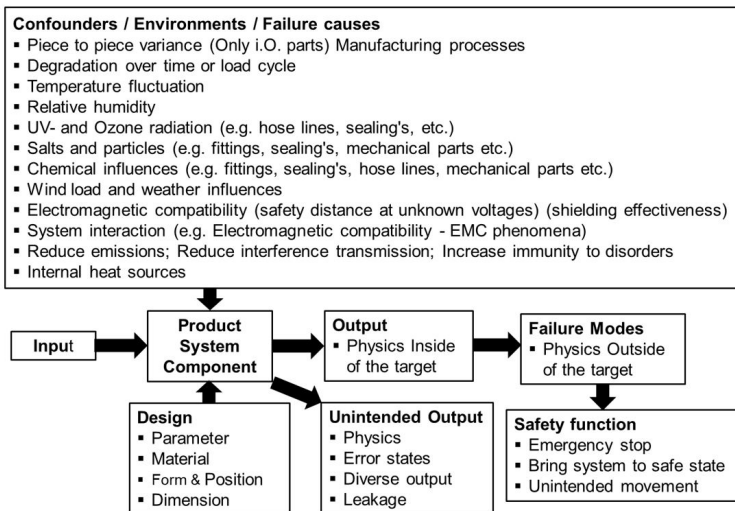 Confounders / Environments / Failure causes
▪ Piece to piece variance (Only i.O. parts) Manufacturing processes
▪ Degradation over time or load cycle
▪ Temperature fluctuation
▪ Relative humidity
▪ UV- and Ozone radiation (e.g. hose lines, sealing's, etc.)
▪ Salts and particles (e.g. fittings, sealing's, mechanical parts etc.)
▪ Chemical influences (e.g. fittings, sealing's, hose lines, mechanical parts etc.)
▪ Wind load and weather influences
▪ Electromagnetic compatibility (safety distance at unknown voltages) (shielding effectiveness)
▪ System interaction (e.g. Electromagnetic compatibility - EMC phenomena)
▪ Reduce emissions; Reduce interference transmission; Increase immunity to disorders
▪ Internal heat sources
Input
Product
System
Component
Output
▪ Physics Inside
of the target
Failure Modes
▪ Physics Outside
of the target
Design
▪ Parameter
▪ Material
▪ Form & Position
▪ Dimension
Unintended Output
▪ Physics
▪ Error states
▪ Diverse output
▪ Leakage
Safety function
▪ Emergency stop
▪ Bring system to safe state
▪ Unintended movement